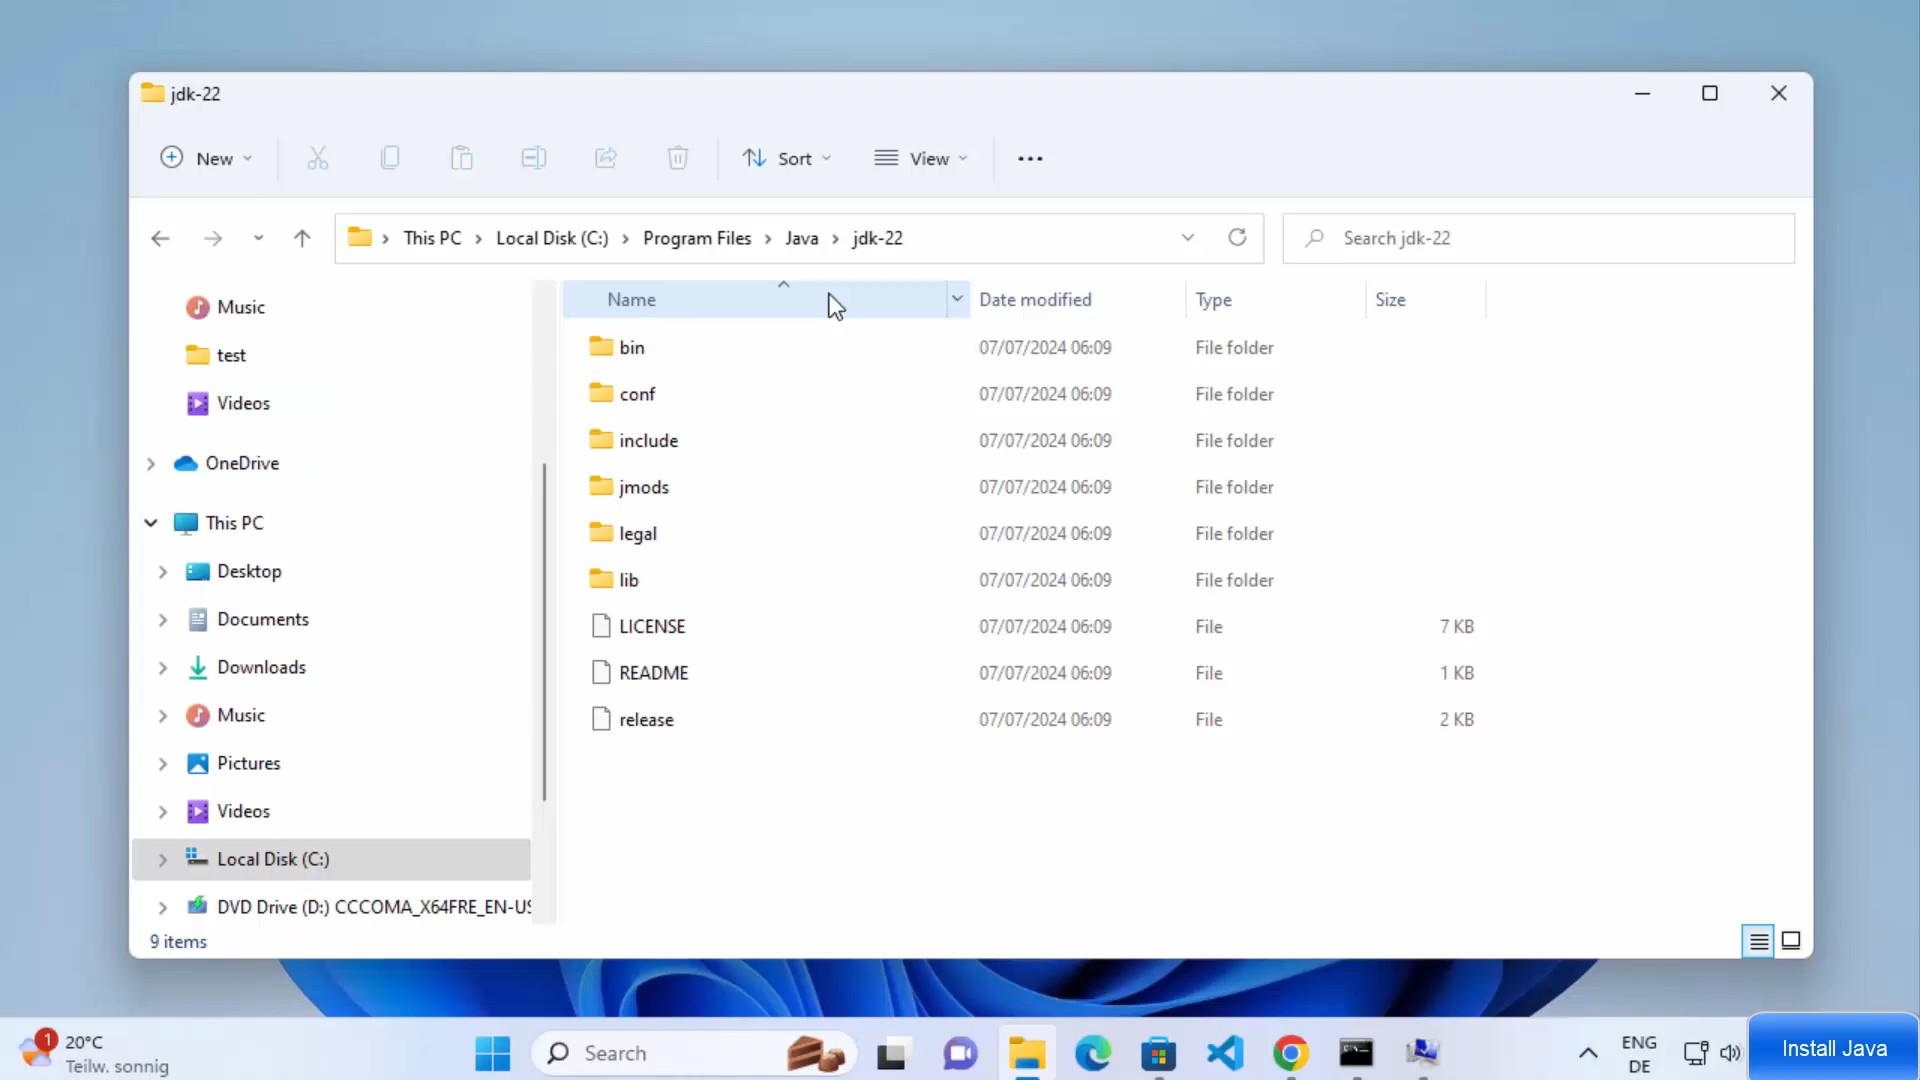 jdk-22
New
Sort
View
This PC
Local Disk (C:)
Program Files
Java
jdk-22
Search jdk-22
Music
test
Videos
OneDrive
This PC
Desktop
Documents
Downloads
Music
Pictures
Videos
Local Disk (C:)
DVD Drive (D:) CCCOMA_X64FRE_EN-US
Name Date modified Type Size
bin 07/07/2024 06:09 File folder
conf 07/07/2024 06:09 File folder
include 07/07/2024 06:09 File folder
jmods 07/07/2024 06:09 File folder
legal 07/07/2024 06:09 File folder
lib 07/07/2024 06:09 File folder
LICENSE 07/07/2024 06:09 File 7 KB
README 07/07/2024 06:09 File 1 KB
release 07/07/2024 06:09 File 2 KB
9 items
1
20°C
Teilw. sonnig
Search
ENG
DE
Install Java